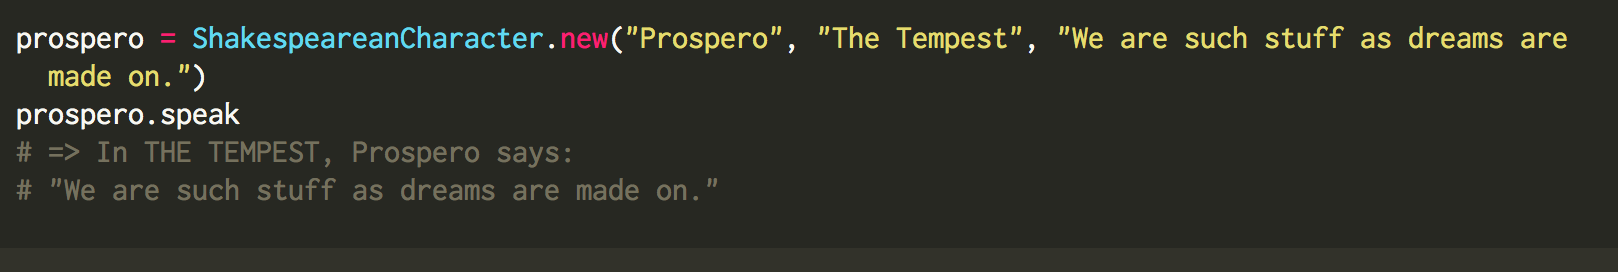 prospero = ShakespeareanCharacter.new("Prospero", "The Tempest", "We are such stuff as dreams are
made on.")
prospero.speak
# => In THE TEMPEST, Prospero says:
# "We are such stuff as dreams are made on."